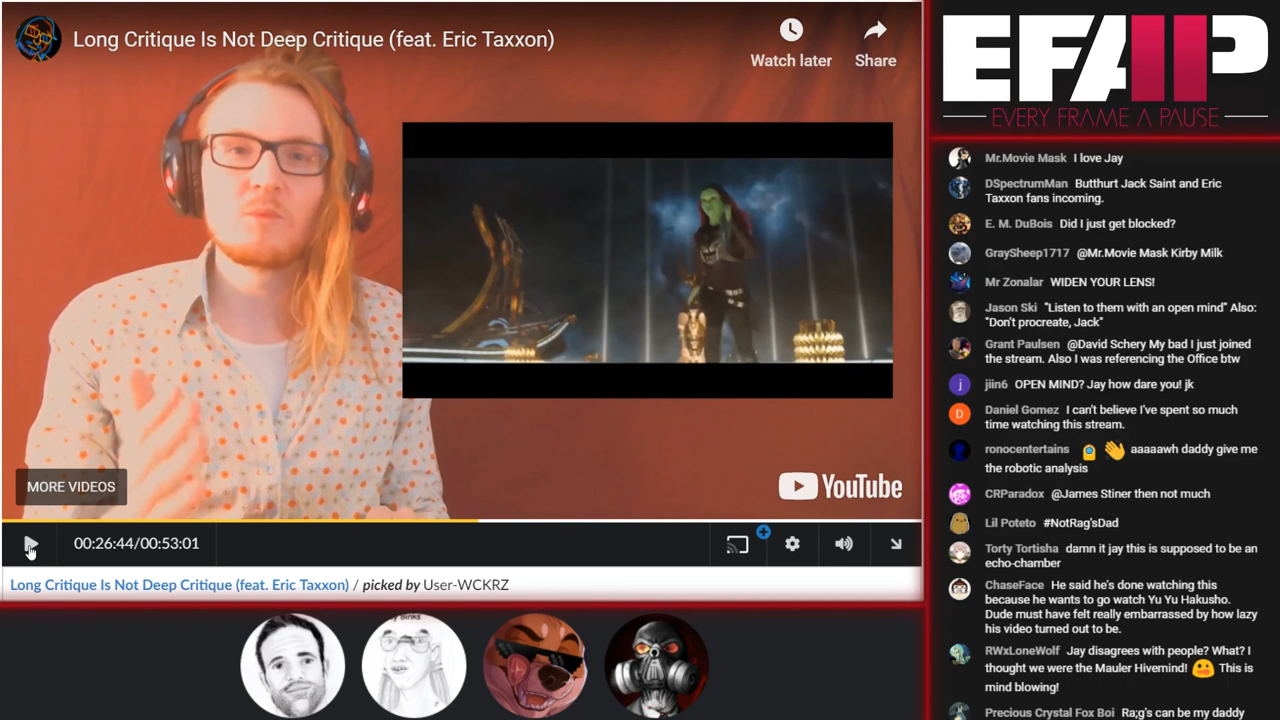 Long Critique Is Not Deep Critique (feat. Eric Taxxon)
Watch later
Share
MORE VIDEOS
YouTube
00:26:44/00:53:01
Long Critique Is Not Deep Critique (feat. Eric Taxxon) / picked by User-WCKRZ
EFAP
EVERY FRAME A PAUSE
Mr.Movie Mask I love Jay
DSpectrumMan Butthurt Jack Saint and Eric
Taxxon fans incoming.
E. M. DuBois Did I just get blocked?
GraySheep1717 @Mr.Movie Mask Kirby Milk
Mr Zonalar WIDEN YOUR LENS!
Jason Ski "Listen to them with an open mind" Also:
"Don't procreate, Jack"
Grant Paulsen @David Schery My bad I just joined
the stream. Also I was referencing the Office btw
jiin6 OPEN MIND? Jay how dare you! jk
Daniel Gomez I can't believe I've spent so much
time watching this stream.
ronocentertains aaaaawh daddy give me
the robotic analysis
CRParadox @James Stiner then not much
Lil Poteto #NotRag'sDad
Torty Tortisha damn it jay this is supposed to be an
echo-chamber
ChaseFace He said he's done watching this
because he wants to go watch Yu Yu Hakusho.
Dude must have felt really embarrassed by how lazy
his video turned out to be.
RWxLoneWolf Jay disagrees with people? What? I
thought we were the Mauler Hivemind! This is
mind blowing!
Precious Crystal Fox Boi Ra;g's can be my daddy